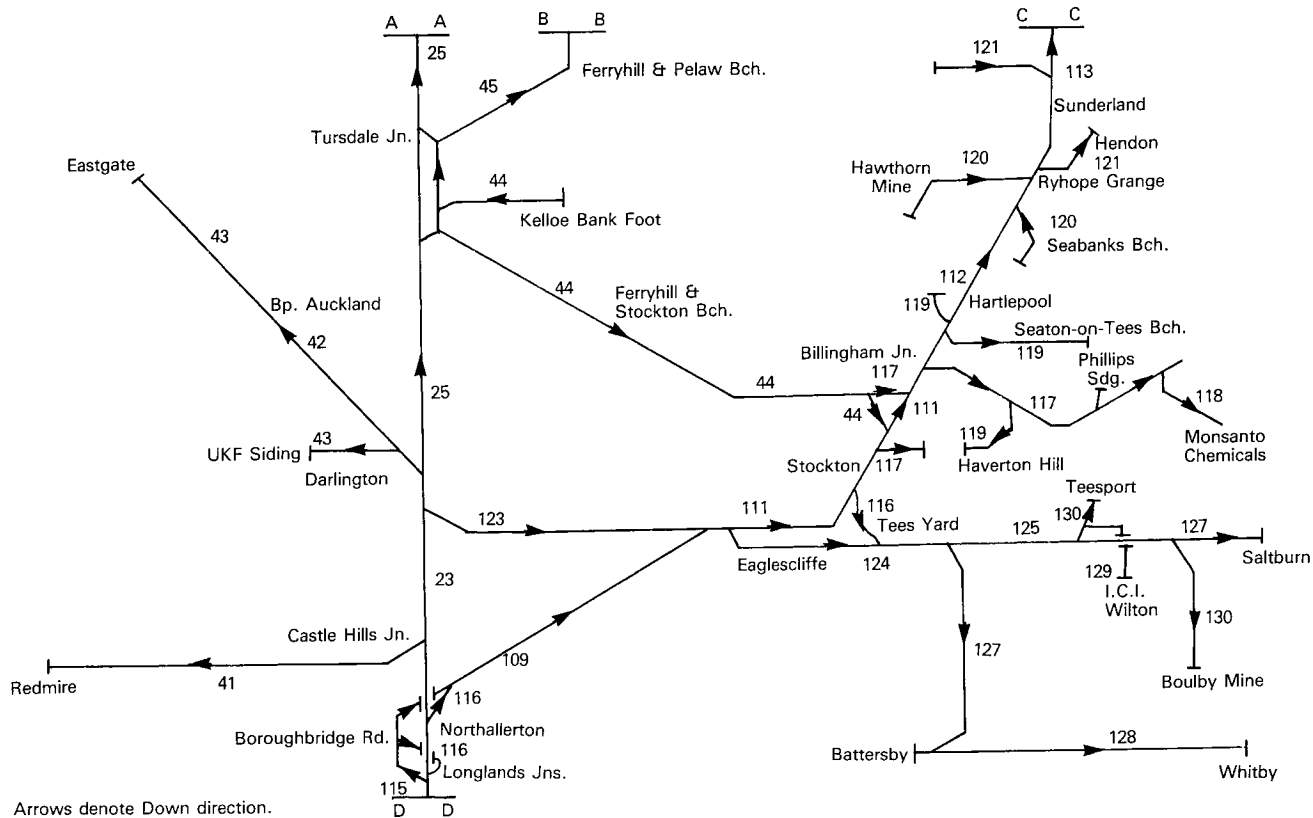 A A
B B
C C
25
121
113
45
Ferryhill & Pelaw Bch.
Sunderland
Tursdale Jn.
Hendon
Eastgate
Hawthorn
Mine
120
121
Ryhope Grange
44
Kelloe Bank Foot
120
Seabanks Bch.
43
Bp. Auckland
42
44
Ferryhill &
Stockton Bch.
112
Hartlepool
119
Seaton-on-Tees Bch.
119
Billingham Jn.
Phillips
Sdg.
25
44
117
44
111
117
118
Monsanto
Chemicals
43
UKF Siding
Darlington
Stockton
117
119
Haverton Hill
Teesport
123
111
116
Tees Yard
125
130
127
Eaglescliffe
124
129
I.C.I.
Wilton
Saltburn
23
130
Castle Hills Jn.
109
127
Redmire
41
116
Boulby Mine
Boroughbridge Rd.
Northallerton
116
Longlands Jns.
Battersby
128
Whitby
115
D D
Arrows denote Down direction.